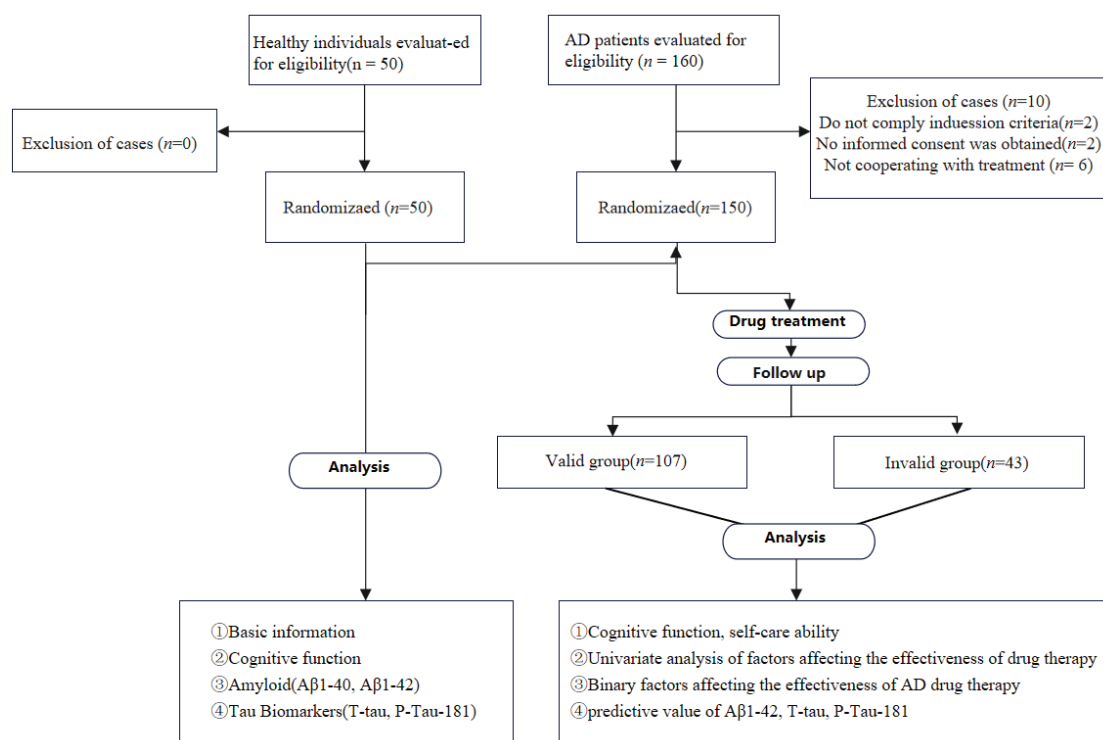 Healthy individuals evaluat-ed
for eligibility(n = 50)
AD patients evaluated for
eligibility (n = 160)
Exclusion of cases (n=0)
Exclusion of cases (n=10)
Do not comply induession criteria(n=2)
No informed consent was obtained(n=2)
Not cooperating with treatment (n= 6)
Randomizaed (n=50)
Randomizaed(n=150)
Drug treatment
Follow up
Valid group(n=107)
Invalid group(n=43)
Analysis
Analysis
①Basic information
②Cognitive function
③Amyloid(Aβ1-40, Aβ1-42)
④Tau Biomarkers(T-tau, P-Tau-181)
①Cognitive function, self-care ability
②Univariate analysis of factors affecting the effectiveness of drug therapy
③Binary factors affecting the effectiveness of AD drug therapy
④predictive value of Aβ1-42, T-tau, P-Tau-181